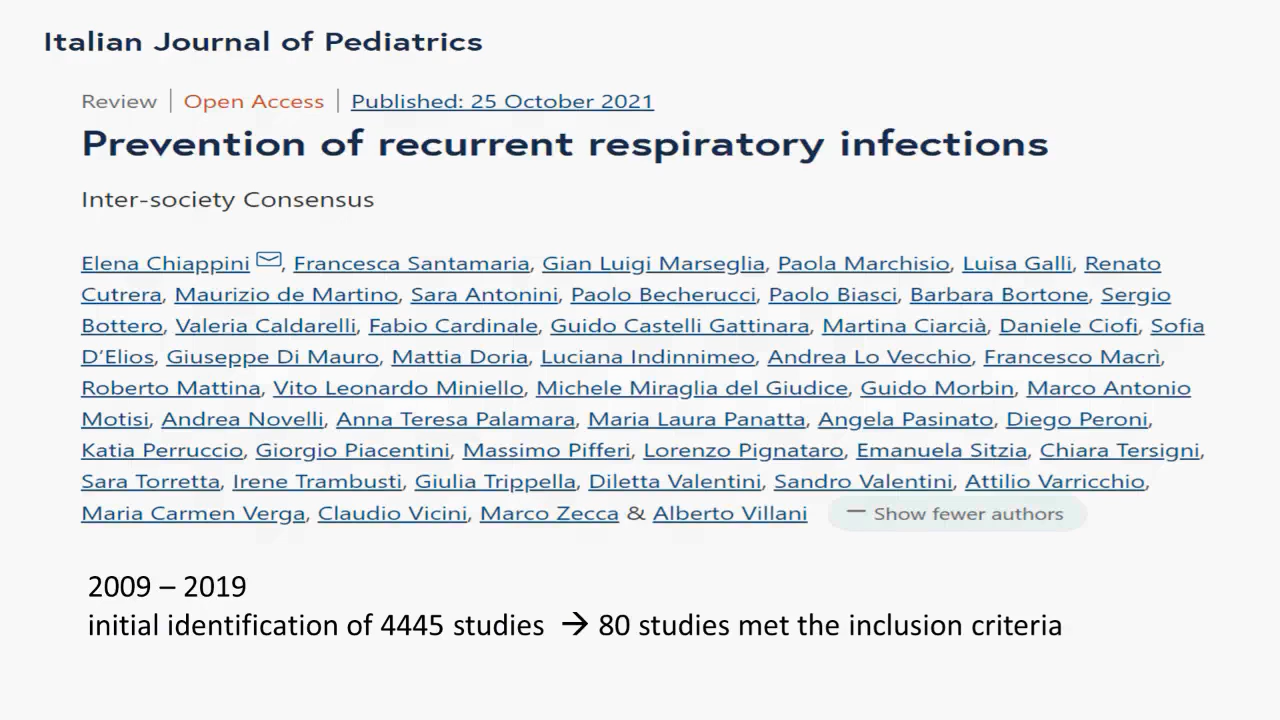 Italian Journal of Pediatrics
Review | Open Access | Published: 25 October 2021
Prevention of recurrent respiratory infections
Inter-society Consensus
Elena Chiappini, Francesca Santamaria, Gian Luigi Marseglia, Paola Marchisio, Luisa Galli, Renato
Cutrera, Maurizio de Martino, Sara Antonini, Paolo Becherucci, Paolo Biasci, Barbara Bortone, Sergio
Bottero, Valeria Caldarelli, Fabio Cardinale, Guido Castelli Gattinara, Martina Ciarcià, Daniele Ciofi, Sofia
D’Elios, Giuseppe Di Mauro, Mattia Doria, Luciana Indinnimeo, Andrea Lo Vecchio, Francesco Macrì,
Roberto Mattina, Vito Leonardo Miniello, Michele Miraglia del Giudice, Guido Morbin, Marco Antonio
Motisi, Andrea Novelli, Anna Teresa Palamara, Maria Laura Panatta, Angela Pasinato, Diego Peroni,
Katia Perruccio, Giorgio Piacentini, Massimo Pifferi, Lorenzo Pignataro, Emanuela Sitzia, Chiara Tersigni,
Sara Torretta, Irene Trambusti, Giulia Trippella, Diletta Valentini, Sandro Valentini, Attilio Varricchio,
Maria Carmen Verga, Claudio Vicini, Marco Zecca & Alberto Villani — Show fewer authors
2009 – 2019
initial identification of 4445 studies → 80 studies met the inclusion criteria